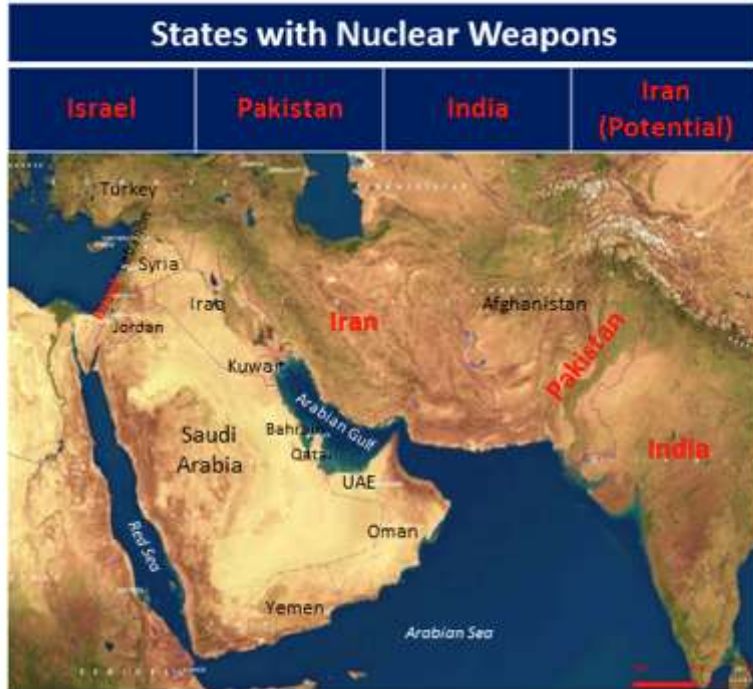 States with Nuclear Weapons
Israel
Pakistan
India
Iran
(Potential)
Turkey
Syria
Iraq
Iran
Afghanistan
Jordan
Pakistan
Kuwait
Arabian Gulf
Bahrain
Qatar
Saudi
Arabia
UAE
India
Oman
Red Sea
Yemen
Arabian Sea